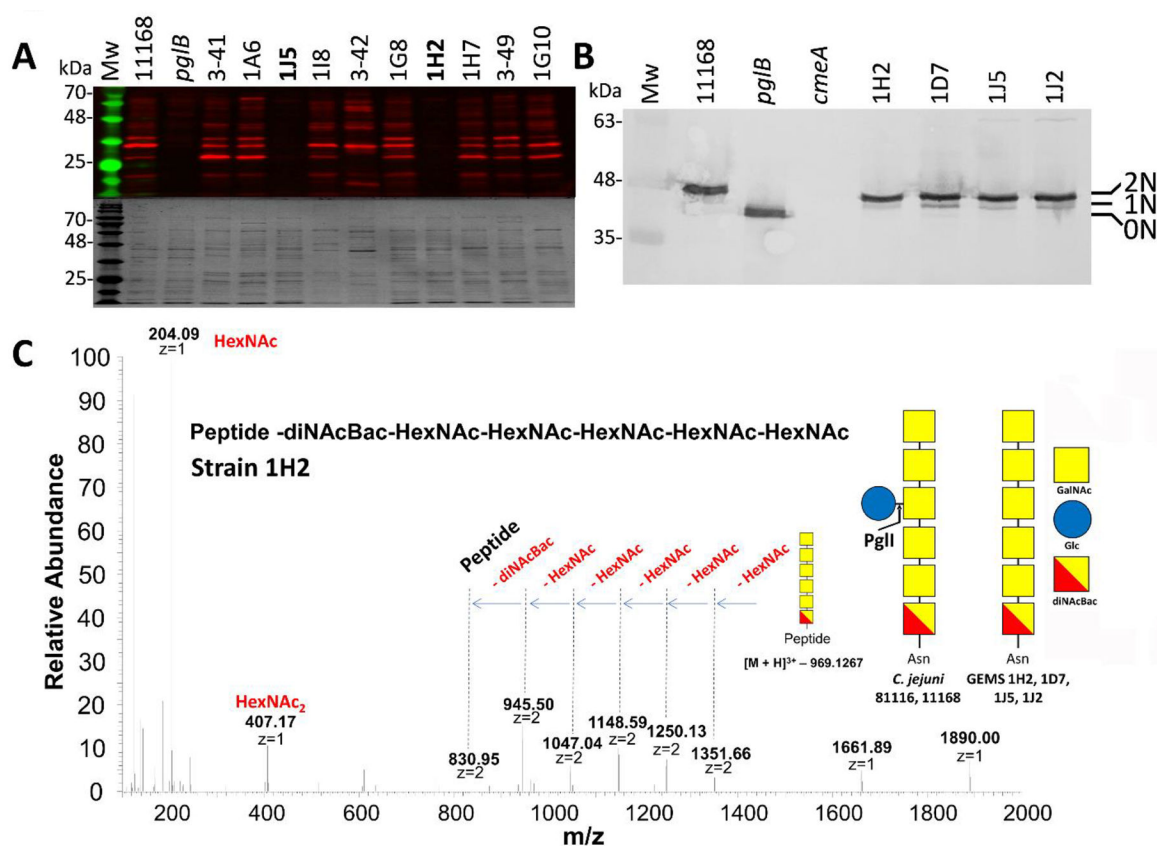 A
kDa
Mw
11168
pglB
3-41
1A6
1J5
1I8
3-42
1G8
1H2
1H7
3-49
1G10
70-
48-
25-
70-
48-
25-
B
kDa
Mw
11168
pglB
cmeA
1H2
1D7
1J5
1J2
63-
48-
35-
2N
1N
0N
C
Relative Abundance
100
90
80
70
60
50
40
30
20
10
0
204.09
z=1
HexNAc
Peptide -diNAcBac-HexNAc-HexNAc-HexNAc-HexNAc-HexNAc
Strain 1H2
Peptide
- diNAcBac
- HexNAc
- HexNAc
- HexNAc
- HexNAc
- HexNAc
Peptide
[M + H]3+ – 969.1267
HexNAc2
407.17
z=1
830.95
z=2
945.50
z=2
1047.04
z=2
1148.59
z=2
1250.13
z=2
1351.66
z=2
1661.89
z=1
1890.00
z=1
200
400
600
800
1000
1200
1400
1600
1800
2000
m/z
PglI
Asn
C. jejuni
81116, 11168
Asn
GEMS 1H2, 1D7,
1J5, 1J2
GalNAc
Glc
diNAcBac